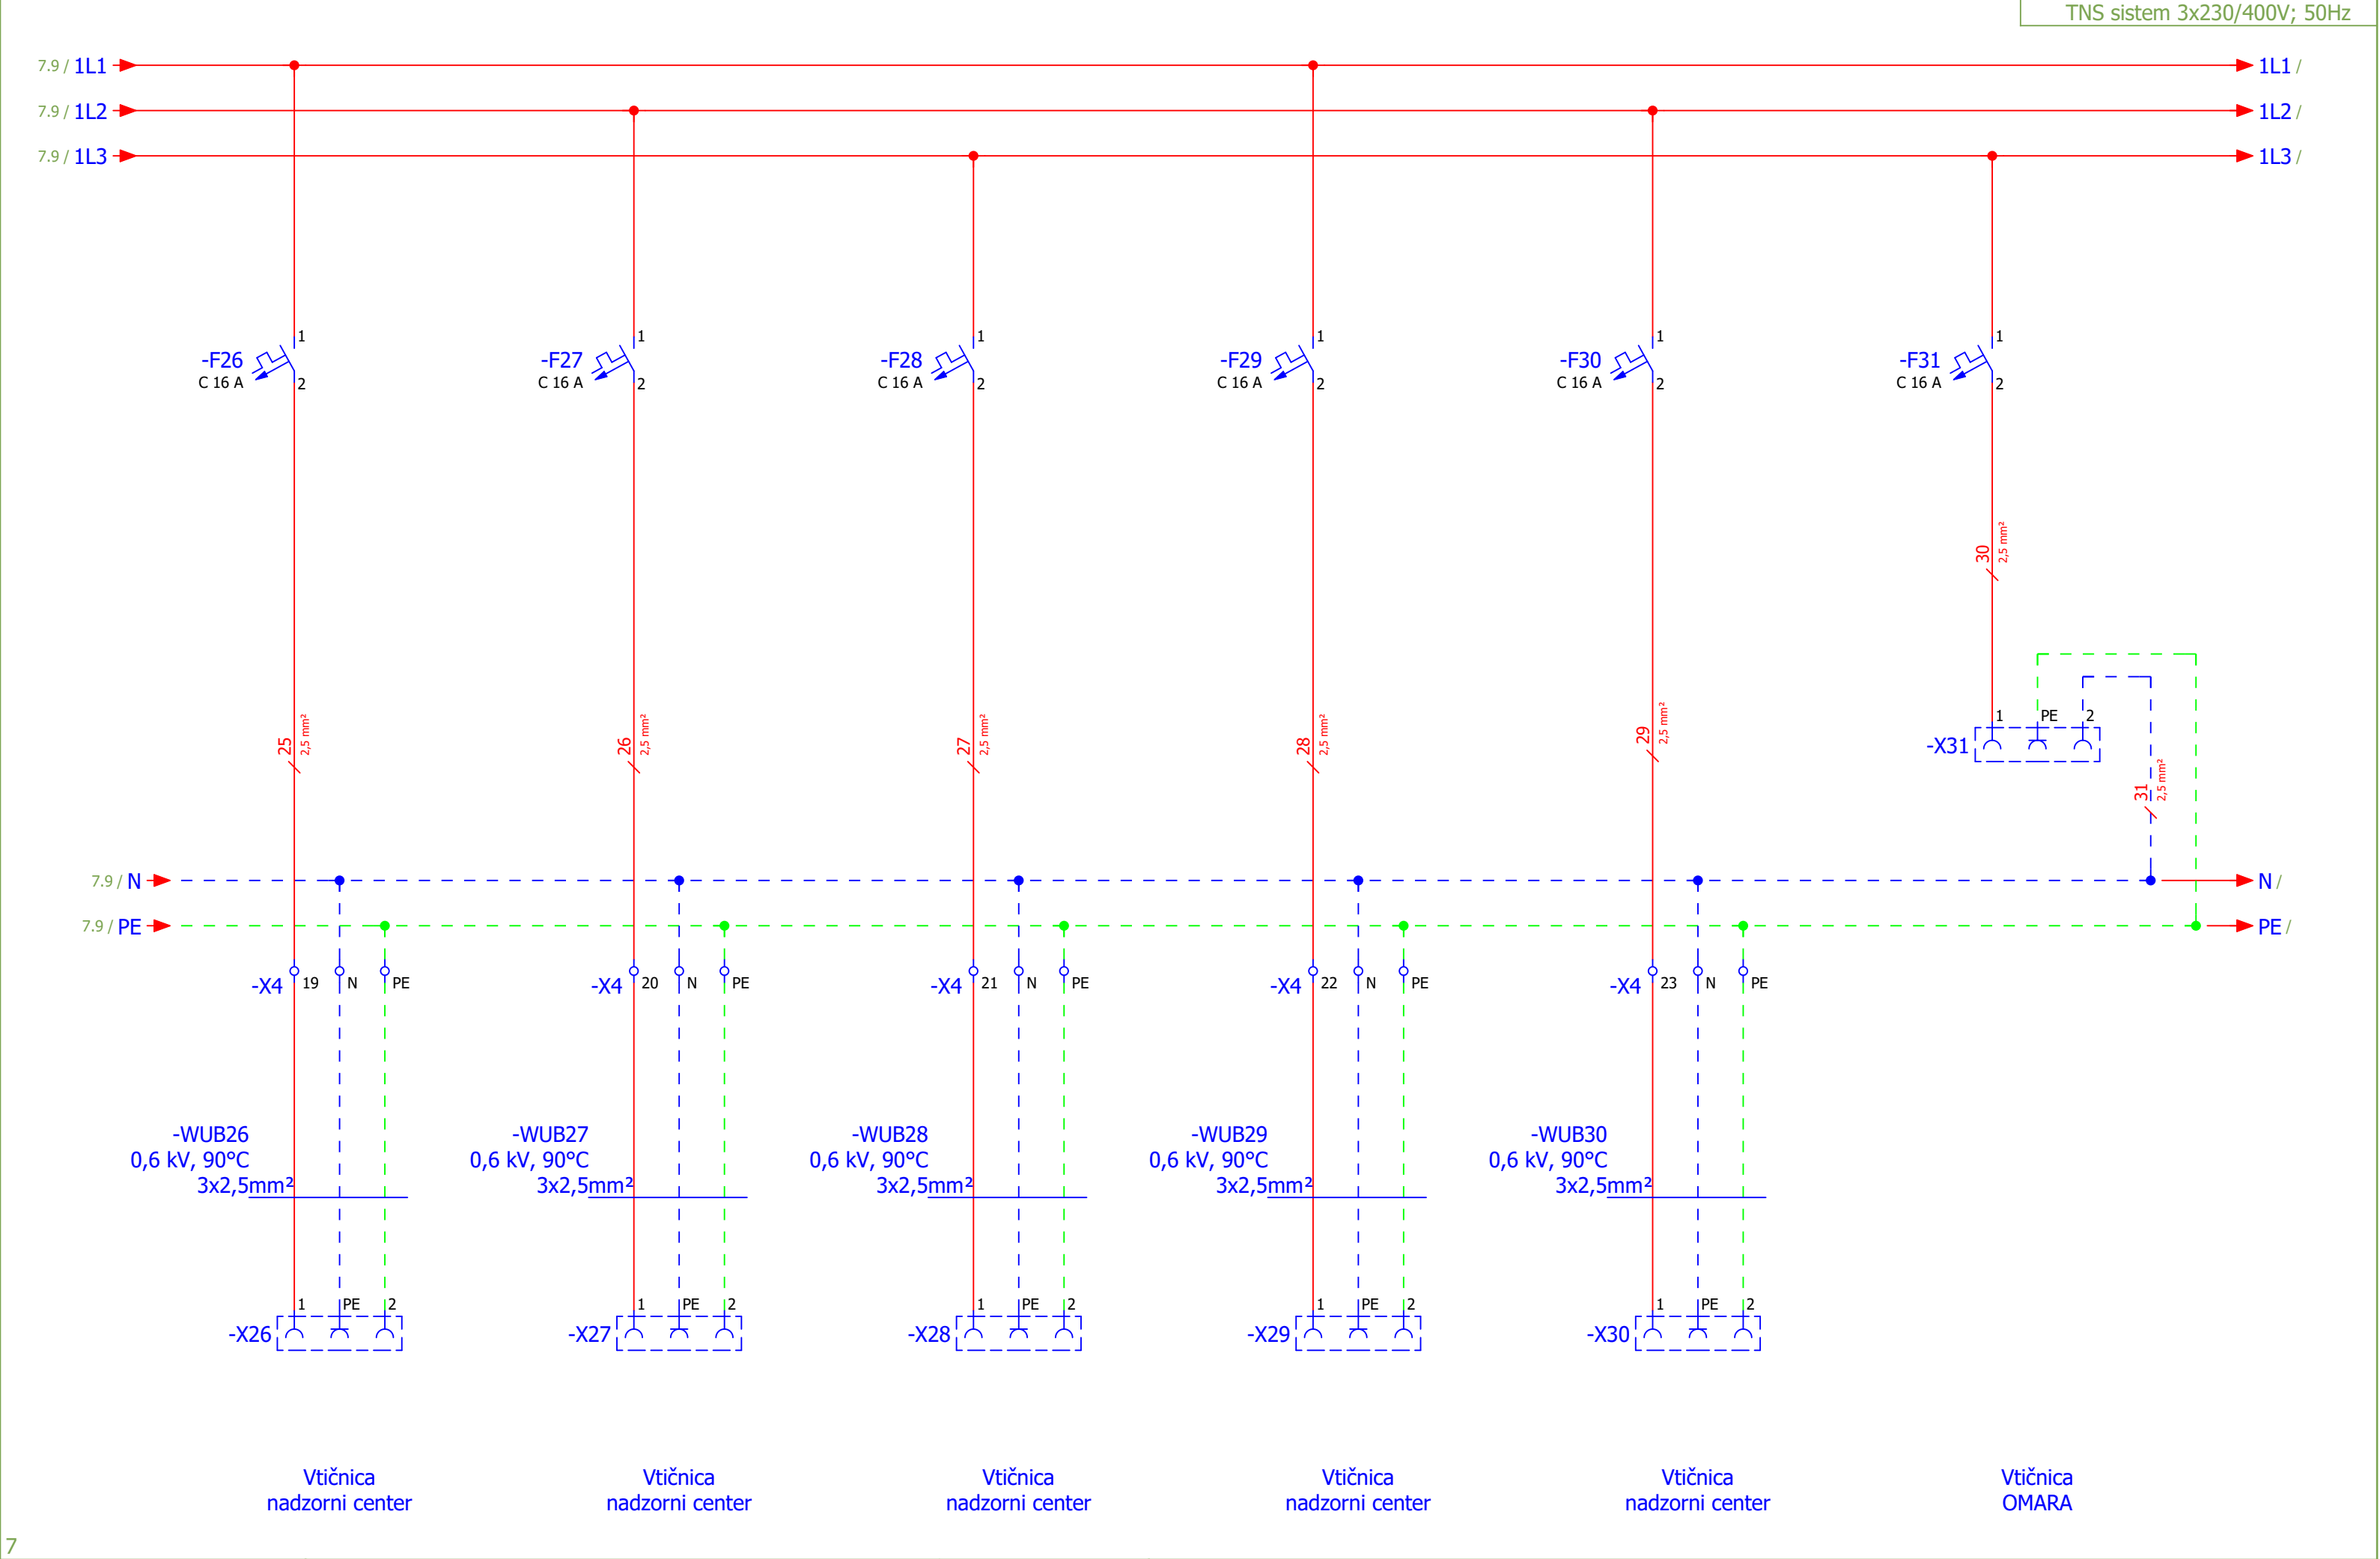 TNS sistem 3x230/400V; 50Hz
7.9 / 1L1 1L1 /
7.9 / 1L2 1L2 /
7.9 / 1L3 1L3 /
1 1 1 1 1 1
-F26 -F27 -F28 -F29 -F30 -F31
C 16 A C 16 A C 16 A C 16 A C 16 A C 16 A
2 2 2 2 2 2
30 2,5 mm²
25 2,5 mm² 26 2,5 mm² 27 2,5 mm² 28 2,5 mm² 29 2,5 mm²
1 PE 2
-X31
31 2,5 mm²
7.9 / N N /
7.9 / PE PE /
-X4 19 N PE -X4 20 N PE -X4 21 N PE -X4 22 N PE -X4 23 N PE
-WUB26 -WUB27 -WUB28 -WUB29 -WUB30
0,6 kV, 90°C 0,6 kV, 90°C 0,6 kV, 90°C 0,6 kV, 90°C 0,6 kV, 90°C
3x2,5mm² 3x2,5mm² 3x2,5mm² 3x2,5mm² 3x2,5mm²
1 PE 2 1 PE 2 1 PE 2 1 PE 2 1 PE 2
-X26 -X27 -X28 -X29 -X30
Vtičnica Vtičnica Vtičnica Vtičnica Vtičnica Vtičnica
nadzorni center nadzorni center nadzorni center nadzorni center nadzorni center OMARA
7